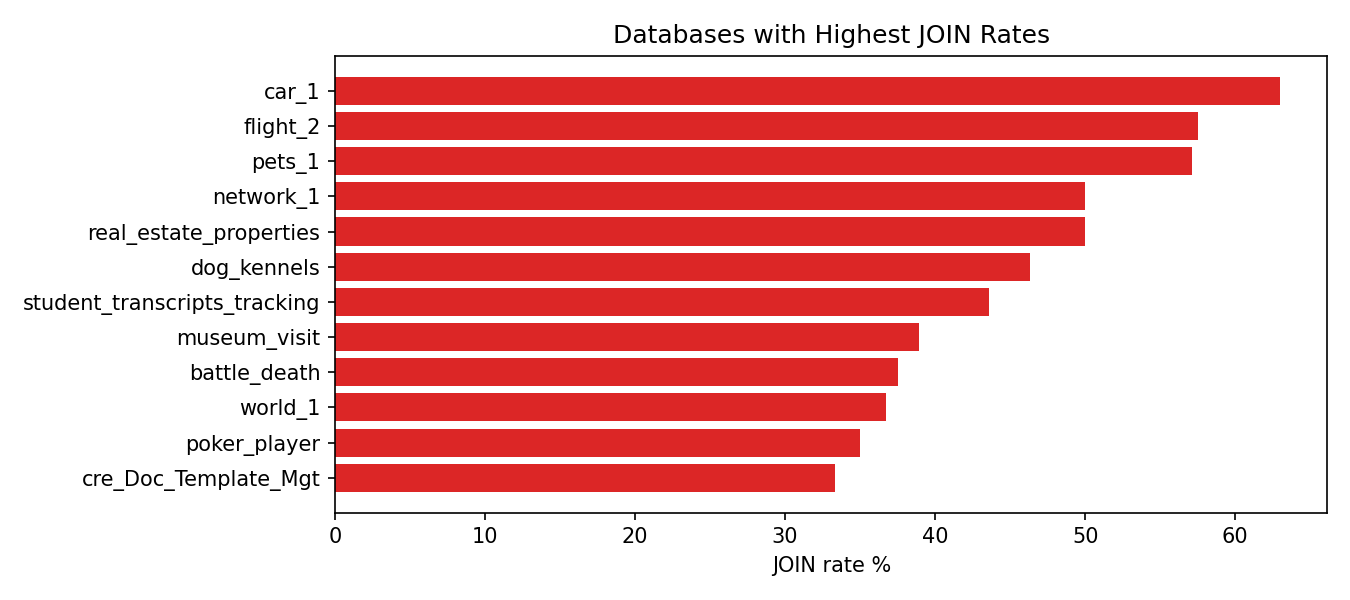 Databases with Highest JOIN Rates
car_1
flight_2
pets_1
network_1
real_estate_properties
dog_kennels
student_transcripts_tracking
museum_visit
battle_death
world_1
poker_player
cre_Doc_Template_Mgt
0 10 20 30 40 50 60
JOIN rate %